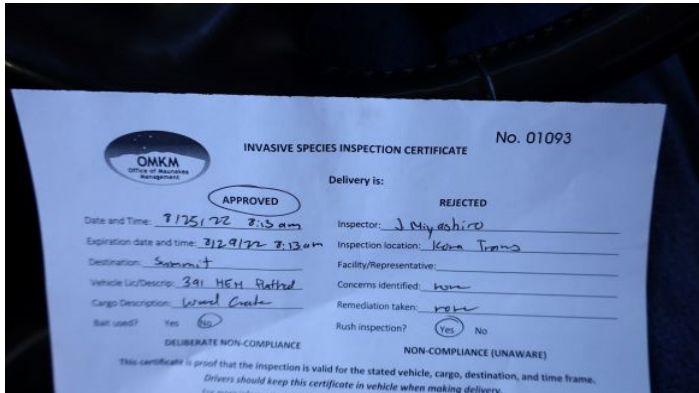 No. 01093
INVASIVE SPECIES INSPECTION CERTIFICATE
OMKM
Office of Maunakea
Management
Delivery is:
APPROVED REJECTED
Date and Time: 8/25/22 8:13 am Inspector: J Miyashiro
Expiration date and time: 8/29/22 8:13 am Inspection location: Kona Trans
Destination: Summit Facility/Representative:
Vehicle Lic/Descrip: 391 Flatbed Concerns identified: none
Cargo Description: Wood Crate Remediation taken: none
Bait used? Yes No Rush inspection? Yes No
DELIBERATE NON-COMPLIANCE NON-COMPLIANCE (UNAWARE)
This certificate is proof that the inspection is valid for the stated vehicle, cargo, destination, and time frame.
Drivers should keep this certificate in vehicle when making delivery.